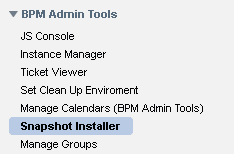 BPM Admin Tools
JS Console
Instance Manager
Ticket Viewer
Set Clean Up Enviroment
Manage Calendars (BPM Admin Tools)
Snapshot Installer
Manage Groups